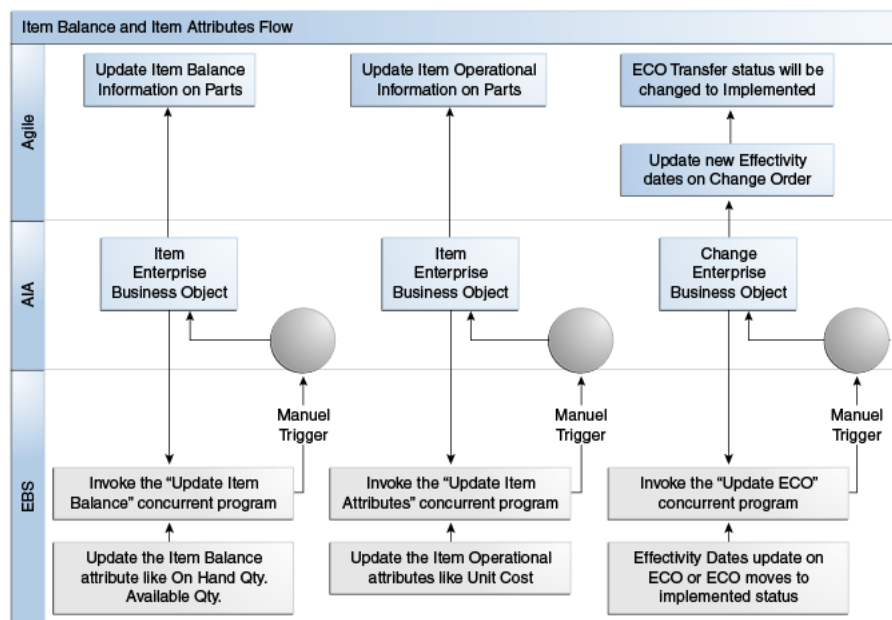 Item Balance and Item Attributes Flow
Agile
Update Item Balance
Information on Parts
Update Item Operational
Information on Parts
ECO Transfer status will be
changed to Implemented
Update new Effectivity
dates on Change Order
AIA
Item
Enterprise
Business Object
Item
Enterprise
Business Object
Change
Enterprise
Business Object
EBS
Manuel
Trigger
Manuel
Trigger
Manuel
Trigger
Invoke the “Update Item
Balance” concurrent program
Invoke the “Update Item
Attributes” concurrent program
Invoke the “Update ECO”
concurrent program
Update the Item Balance
attribute like On Hand Qty.
Available Qty.
Update the Item Operational
attributes like Unit Cost
Effectivity Dates update on
ECO or ECO moves to
implemented status